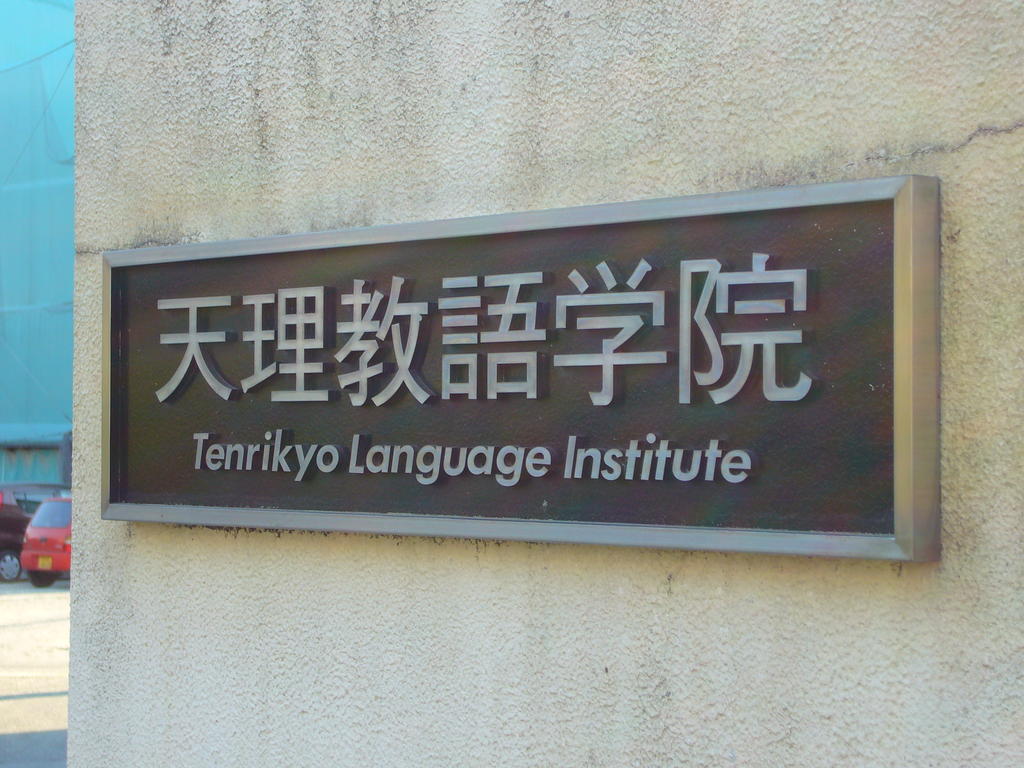 天理教語学院
Tenrikyo Language Institute